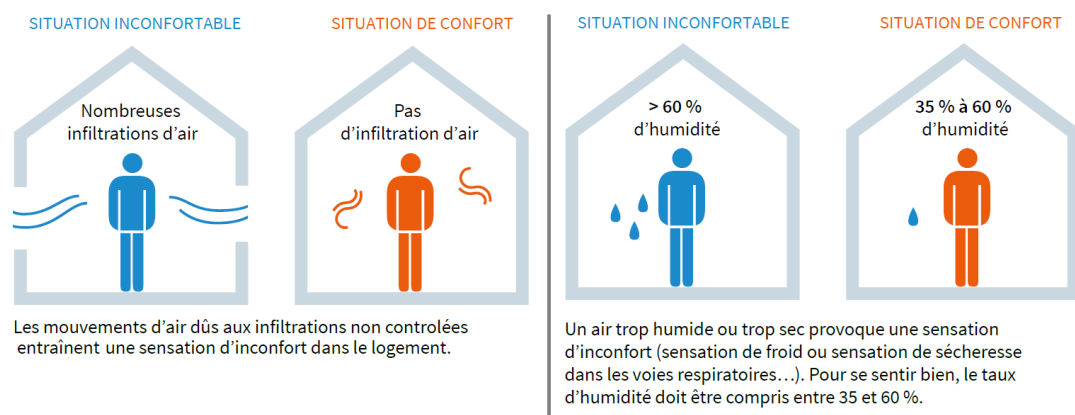 SITUATION INCONFORTABLE
SITUATION DE CONFORT
Nombreuses
infiltrations d'air
Pas
d'infiltration d'air
Les mouvements d'air dûs aux infiltrations non controlées
entraînent une sensation d'inconfort dans le logement.
SITUATION INCONFORTABLE
SITUATION DE CONFORT
> 60 %
d'humidité
35 % à 60 %
d'humidité
Un air trop humide ou trop sec provoque une sensation
d'inconfort (sensation de froid ou sensation de sécheresse
dans les voies respiratoires…). Pour se sentir bien, le taux
d'humidité doit être compris entre 35 et 60 %.